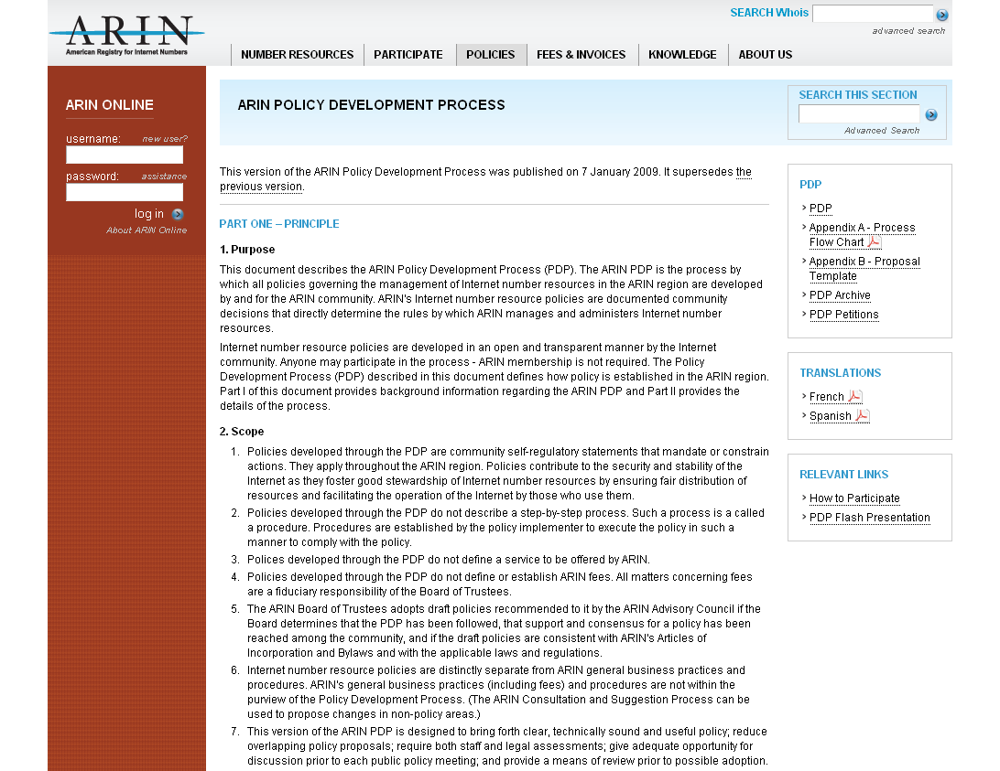 SEARCH Whois
advanced search
ARIN
American Registry for Internet Numbers
NUMBER RESOURCES
PARTICIPATE
POLICIES
FEES & INVOICES
KNOWLEDGE
ABOUT US
ARIN ONLINE
username: new user?
password: assistance
log in
About ARIN Online
ARIN POLICY DEVELOPMENT PROCESS
SEARCH THIS SECTION
Advanced Search
This version of the ARIN Policy Development Process was published on 7 January 2009. It supersedes the
previous version.
PART ONE – PRINCIPLE
1. Purpose
This document describes the ARIN Policy Development Process (PDP). The ARIN PDP is the process by
which all policies governing the management of Internet number resources in the ARIN region are developed
by and for the ARIN community. ARIN's Internet number resource policies are documented community
decisions that directly determine the rules by which ARIN manages and administers Internet number
resources.
Internet number resource policies are developed in an open and transparent manner by the Internet
community. Anyone may participate in the process - ARIN membership is not required. The Policy
Development Process (PDP) described in this document defines how policy is established in the ARIN region.
Part I of this document provides background information regarding the ARIN PDP and Part II provides the
details of the process.
2. Scope
1. Policies developed through the PDP are community self-regulatory statements that mandate or constrain
actions. They apply throughout the ARIN region. Policies contribute to the security and stability of the
Internet as they foster good stewardship of Internet number resources by ensuring fair distribution of
resources and facilitating the operation of the Internet by those who use them.
2. Policies developed through the PDP do not describe a step-by-step process. Such a process is a called
a procedure. Procedures are established by the policy implementer to execute the policy in such a
manner to comply with the policy.
3. Polices developed through the PDP do not define a service to be offered by ARIN.
4. Policies developed through the PDP do not define or establish ARIN fees. All matters concerning fees
are a fiduciary responsibility of the Board of Trustees.
5. The ARIN Board of Trustees adopts draft policies recommended to it by the ARIN Advisory Council if the
Board determines that the PDP has been followed, that support and consensus for a policy has been
reached among the community, and if the draft policies are consistent with ARIN's Articles of
Incorporation and Bylaws and with the applicable laws and regulations.
6. Internet number resource policies are distinctly separate from ARIN general business practices and
procedures. ARIN's general business practices (including fees) and procedures are not within the
purview of the Policy Development Process. (The ARIN Consultation and Suggestion Process can be
used to propose changes in non-policy areas.)
7. This version of the ARIN PDP is designed to bring forth clear, technically sound and useful policy; reduce
overlapping policy proposals; require both staff and legal assessments; give adequate opportunity for
discussion prior to each public policy meeting; and provide a means of review prior to possible adoption.
PDP
PDP
Appendix A - Process
Flow Chart
Appendix B - Proposal
Template
PDP Archive
PDP Petitions
TRANSLATIONS
French
Spanish
RELEVANT LINKS
How to Participate
PDP Flash Presentation